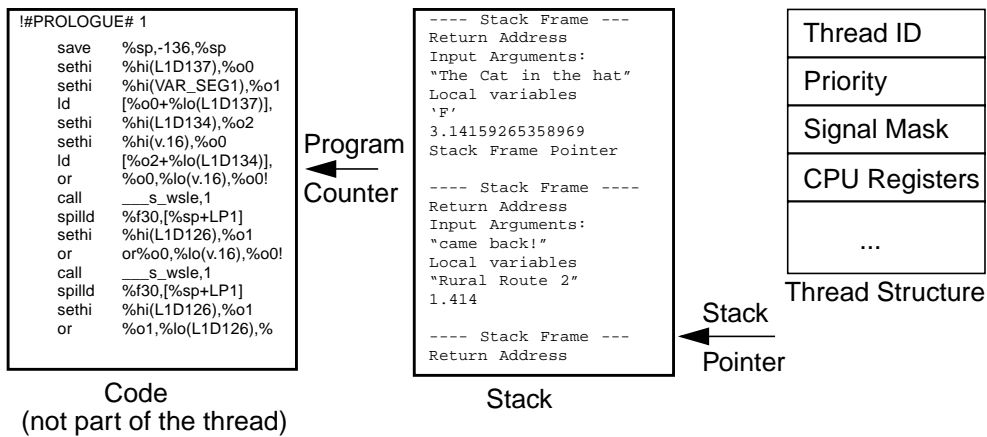 !#PROLOGUE# 1
save %sp,-136,%sp
sethi %hi(L1D137),%o0
sethi %hi(VAR_SEG1),%o1
ld [%o0+%lo(L1D137)],
sethi %hi(L1D134),%o2
sethi %hi(v.16),%o0
ld [%o2+%lo(L1D134)],
or %o0,%lo(v.16),%o0!
call ___s_wsle,1
spilld %f30,[%sp+LP1]
sethi %hi(L1D126),%o1
or or%o0,%lo(v.16),%o0!
call ___s_wsle,1
spilld %f30,[%sp+LP1]
sethi %hi(L1D126),%o1
or %o1,%lo(L1D126),%
Code
(not part of the thread)
Program
Counter
---- Stack Frame ---
Return Address
Input Arguments:
“The Cat in the hat”
Local variables
‘F’
3.14159265358969
Stack Frame Pointer
---- Stack Frame ----
Return Address
Input Arguments:
“came back!”
Local variables
“Rural Route 2”
1.414
---- Stack Frame ---
Return Address
Stack
Stack
Pointer
Thread ID
Priority
Signal Mask
CPU Registers
...
Thread Structure